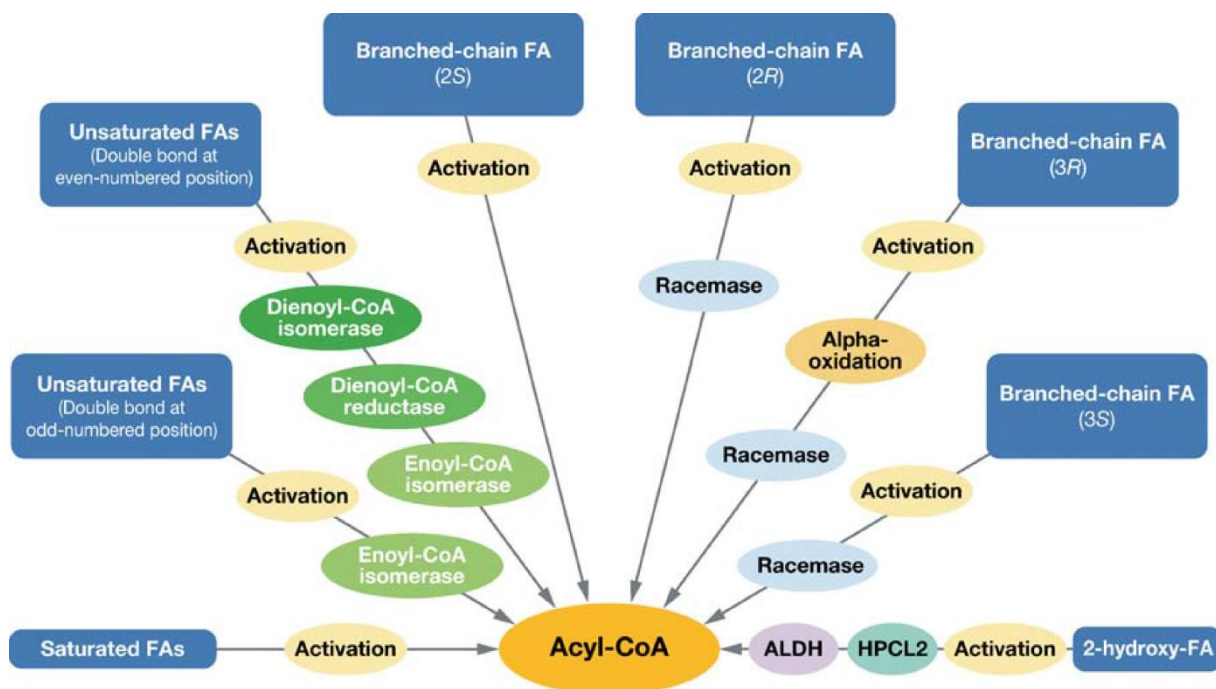 Branched-chain FA
(2S)
Branched-chain FA
(2R)
Unsaturated FAs
(Double bond at
even-numbered position)
Branched-chain FA
(3R)
Activation
Activation
Activation
Activation
Dienoyl-CoA
isomerase
Racemase
Alpha-
oxidation
Unsaturated FAs
(Double bond at
odd-numbered position)
Dienoyl-CoA
reductase
Branched-chain FA
(3S)
Enoyl-CoA
isomerase
Racemase
Activation
Activation
Enoyl-CoA
isomerase
Racemase
Saturated FAs
Activation
Acyl-CoA
ALDH
HPCL2
Activation
2-hydroxy-FA